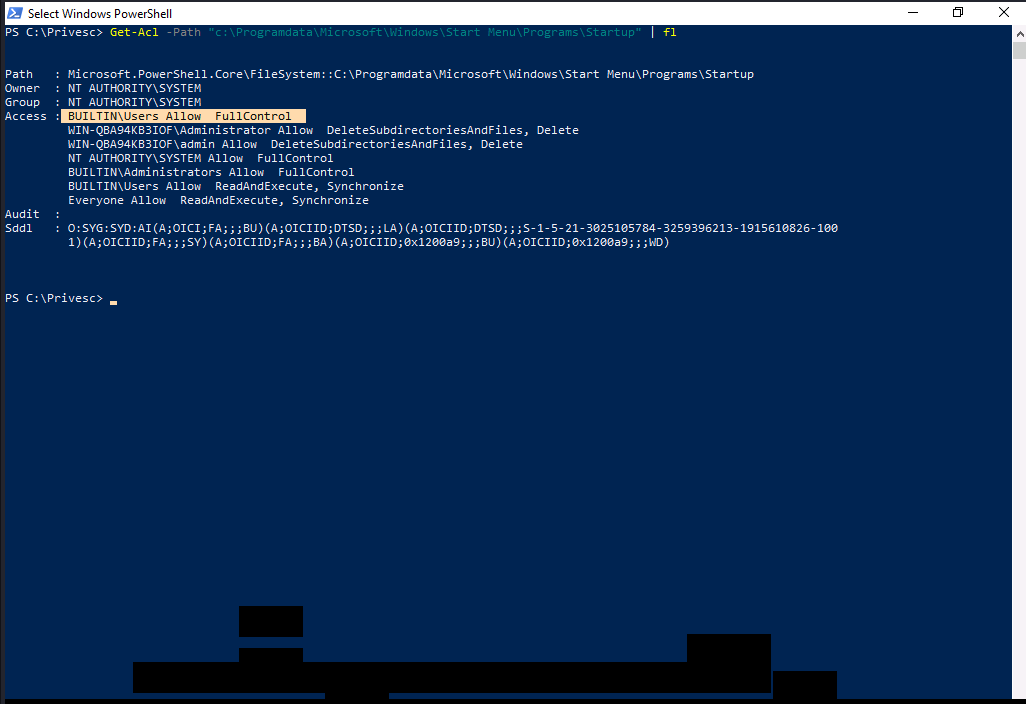 Select Windows PowerShell
PS C:\Privesc> Get-Acl -Path "c:\Programdata\Microsoft\Windows\Start Menu\Programs\Startup" | fl
Path   : Microsoft.PowerShell.Core\FileSystem::C:\Programdata\Microsoft\Windows\Start Menu\Programs\Startup
Owner  : NT AUTHORITY\SYSTEM
Group  : NT AUTHORITY\SYSTEM
Access : BUILTIN\Users Allow  FullControl
         WIN-QBA94KB3IOF\Administrator Allow  DeleteSubdirectoriesAndFiles, Delete
         WIN-QBA94KB3IOF\admin Allow  DeleteSubdirectoriesAndFiles, Delete
         NT AUTHORITY\SYSTEM Allow  FullControl
         BUILTIN\Administrators Allow  FullControl
         BUILTIN\Users Allow  ReadAndExecute, Synchronize
         Everyone Allow  ReadAndExecute, Synchronize
Audit  :
Sddl   : O:SYG:SYD:AI(A;OICI;FA;;;BU)(A;OICIID;DTSD;;;LA)(A;OICIID;DTSD;;;S-1-5-21-3025105784-3259396213-1915610826-100
         1)(A;OICIID;FA;;;SY)(A;OICIID;FA;;;BA)(A;OICIID;0x1200a9;;;BU)(A;OICIID;0x1200a9;;;WD)
PS C:\Privesc>